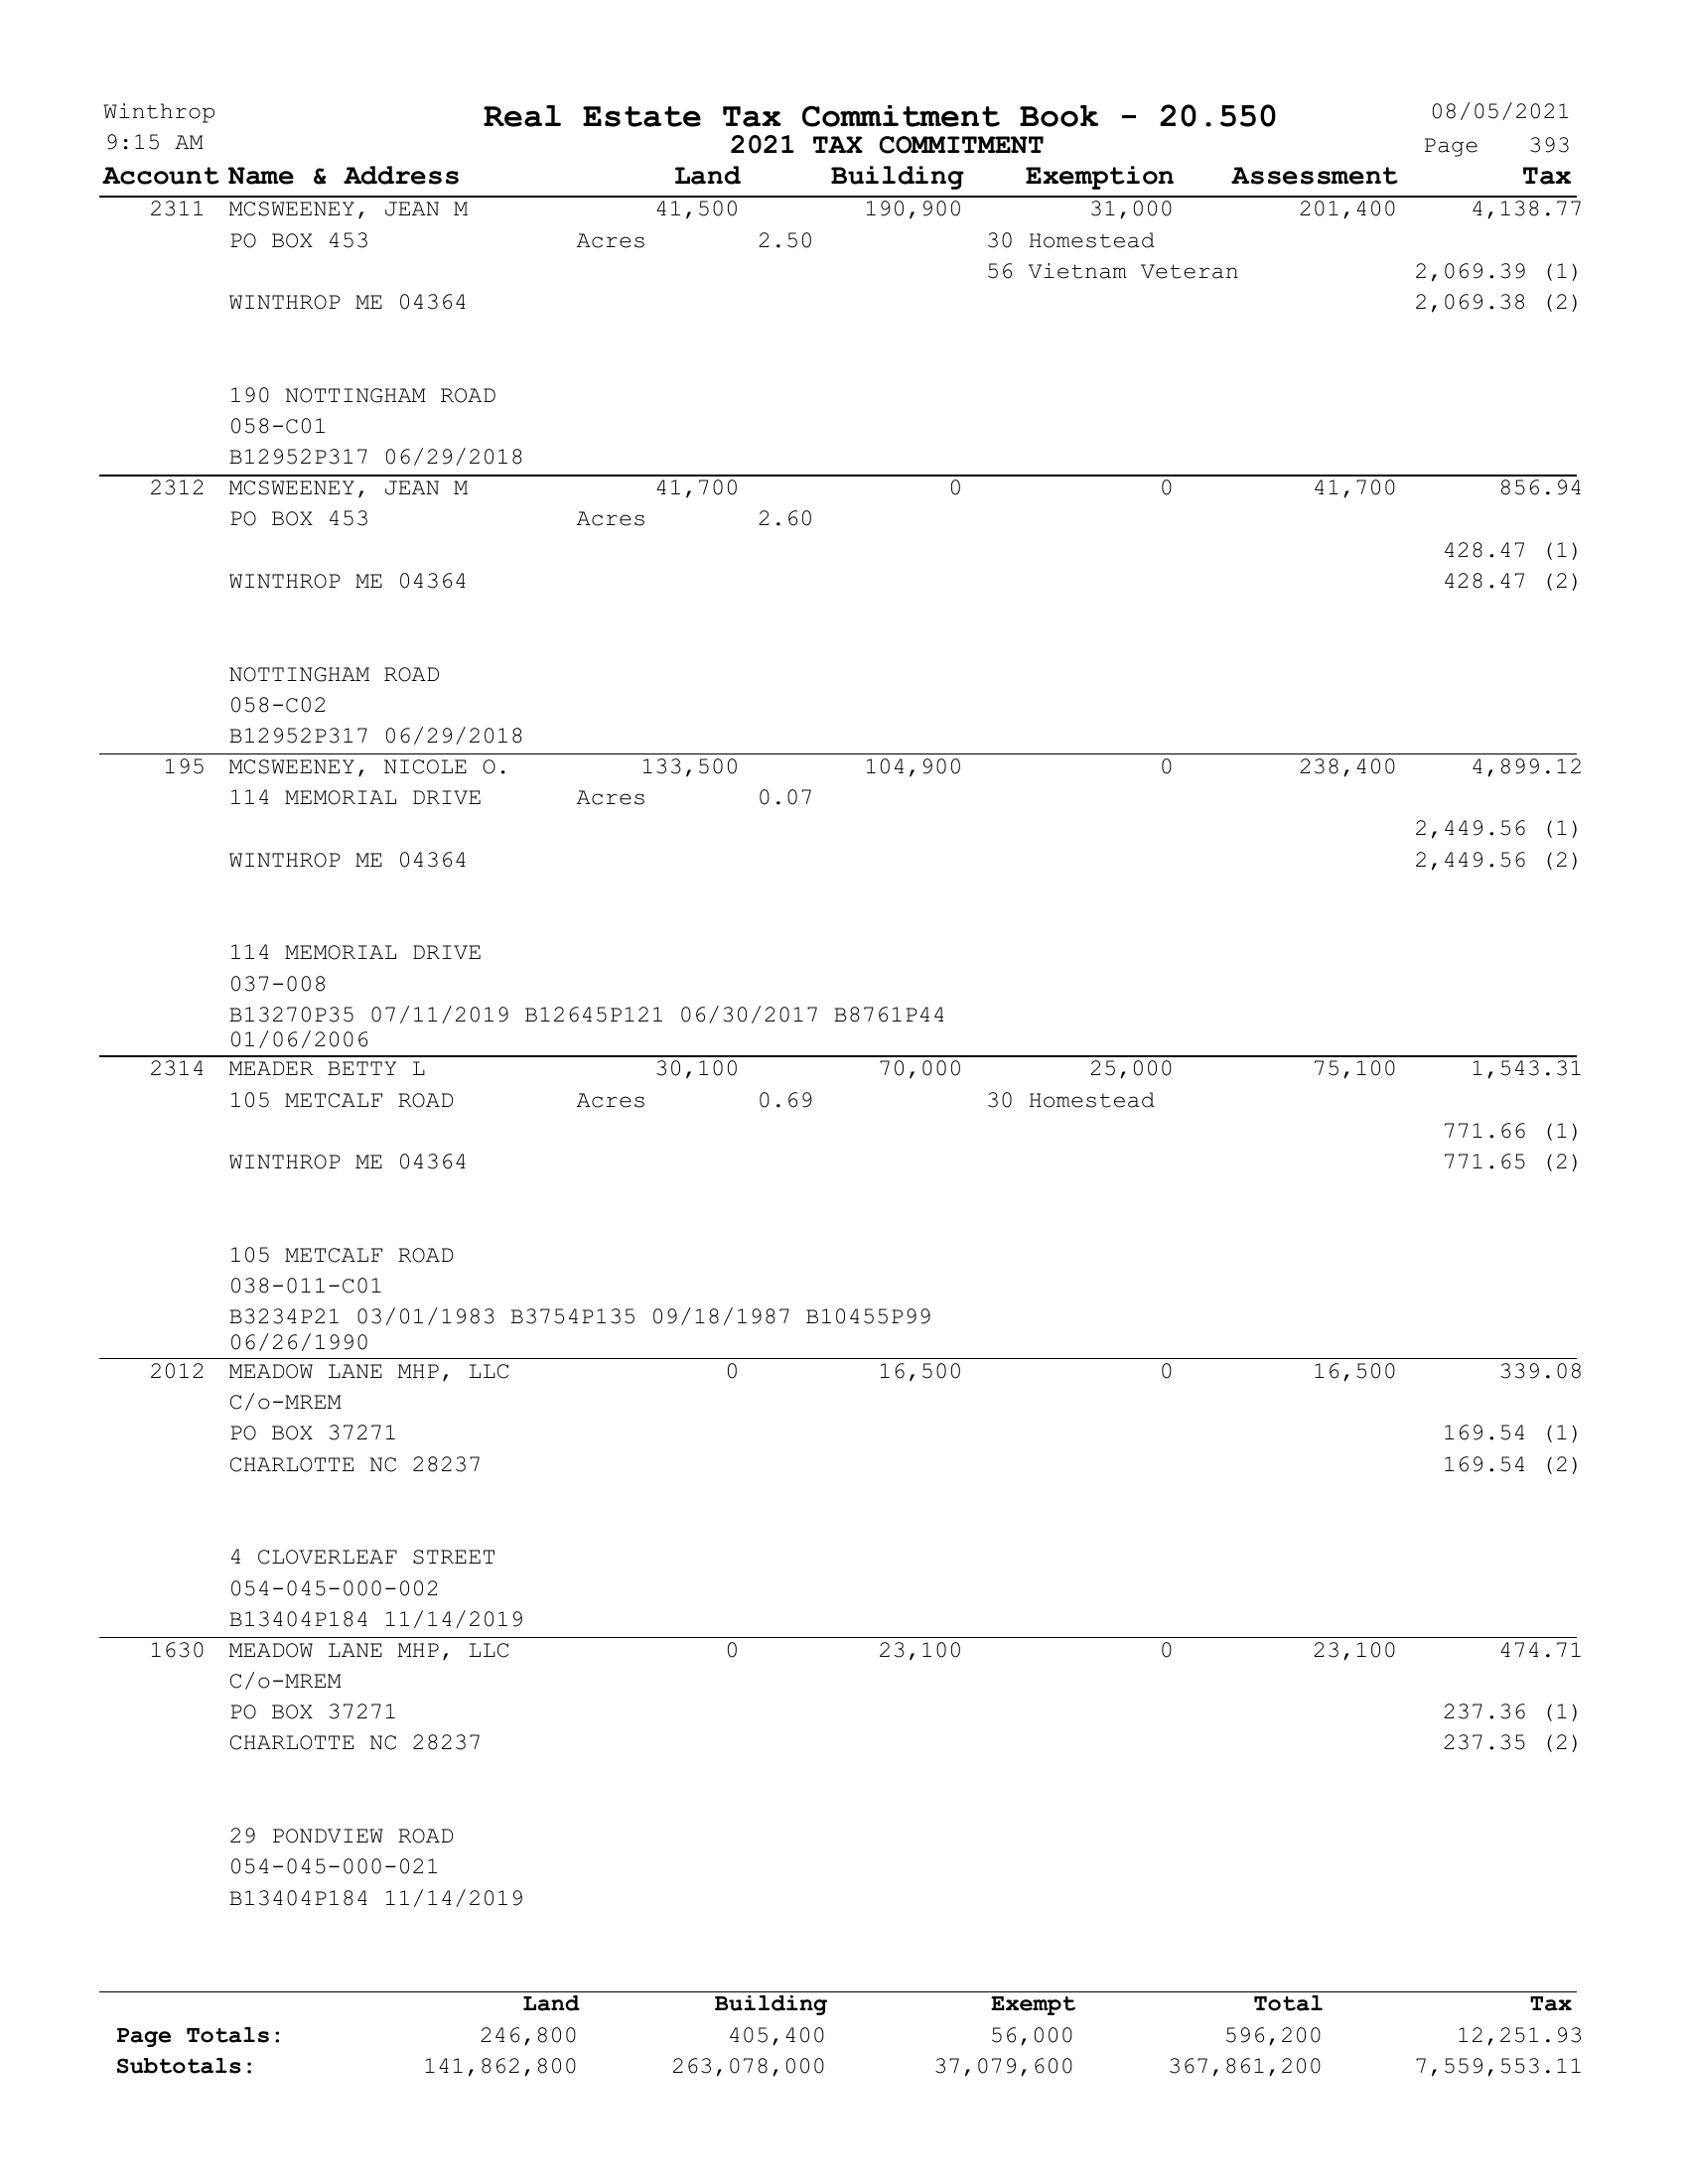 Winthrop Real Estate Tax Commitment Book - 20.550 08/05/2021
9:15 AM 2021 TAX COMMITMENT Page 393
Account Name & Address Land Building Exemption Assessment Tax
2311 MCSWEENEY, JEAN M 41,500 190,900 31,000 201,400 4,138.77
PO BOX 453 Acres 2.50 30 Homestead
56 Vietnam Veteran 2,069.39 (1)
WINTHROP ME 04364 2,069.38 (2)
190 NOTTINGHAM ROAD
058-C01
B12952P317 06/29/2018
2312 MCSWEENEY, JEAN M 41,700 0 0 41,700 856.94
PO BOX 453 Acres 2.60
428.47 (1)
WINTHROP ME 04364 428.47 (2)
NOTTINGHAM ROAD
058-C02
B12952P317 06/29/2018
195 MCSWEENEY, NICOLE O. 133,500 104,900 0 238,400 4,899.12
114 MEMORIAL DRIVE Acres 0.07
2,449.56 (1)
WINTHROP ME 04364 2,449.56 (2)
114 MEMORIAL DRIVE
037-008
B13270P35 07/11/2019 B12645P121 06/30/2017 B8761P44
01/06/2006
2314 MEADER BETTY L 30,100 70,000 25,000 75,100 1,543.31
105 METCALF ROAD Acres 0.69 30 Homestead
771.66 (1)
WINTHROP ME 04364 771.65 (2)
105 METCALF ROAD
038-011-C01
B3234P21 03/01/1983 B3754P135 09/18/1987 B10455P99
06/26/1990
2012 MEADOW LANE MHP, LLC 0 16,500 0 16,500 339.08
C/o-MREM
PO BOX 37271 169.54 (1)
CHARLOTTE NC 28237 169.54 (2)
4 CLOVERLEAF STREET
054-045-000-002
B13404P184 11/14/2019
1630 MEADOW LANE MHP, LLC 0 23,100 0 23,100 474.71
C/o-MREM
PO BOX 37271 237.36 (1)
CHARLOTTE NC 28237 237.35 (2)
29 PONDVIEW ROAD
054-045-000-021
B13404P184 11/14/2019
Land Building Exempt Total Tax
Page Totals: 246,800 405,400 56,000 596,200 12,251.93
Subtotals: 141,862,800 263,078,000 37,079,600 367,861,200 7,559,553.11